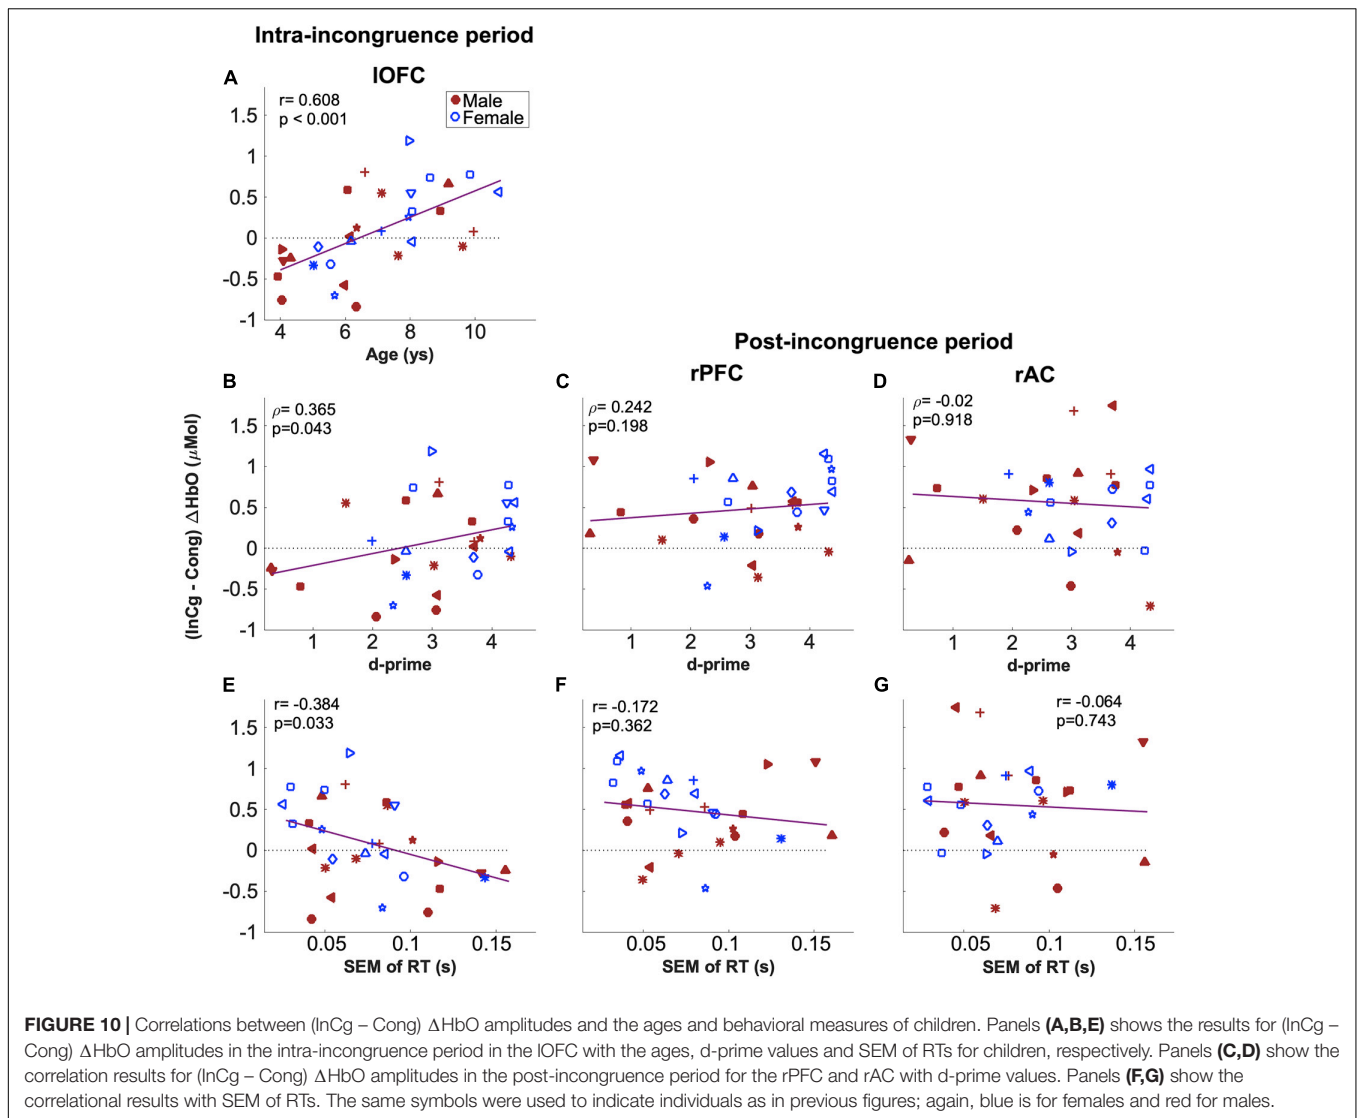 Intra-incongruence period
A
lOFC
r= 0.608
p < 0.001
Male
Female
1.5
1
0.5
0
-0.5
-1
4 6 8 10
Age (ys)
Post-incongruence period
B
C
rPFC
D
rAC
(InCg - Cong) ΔHbO (μMol)
ρ= 0.365
p=0.043
1.5
1
0.5
0
-0.5
-1
1 2 3 4
d-prime
ρ= 0.242
p=0.198
1 2 3 4
d-prime
ρ= -0.02
p=0.918
1 2 3 4
d-prime
E
r= -0.384
p=0.033
1.5
1
0.5
0
-0.5
-1
0.05 0.1 0.15
SEM of RT (s)
F
r= -0.172
p=0.362
0.05 0.1 0.15
SEM of RT (s)
G
r= -0.064
p=0.743
0.05 0.1 0.15
SEM of RT (s)
FIGURE 10 | Correlations between (InCg – Cong) ΔHbO amplitudes and the ages and behavioral measures of children. Panels (A,B,E) shows the results for (InCg –
Cong) ΔHbO amplitudes in the intra-incongruence period in the lOFC with the ages, d-prime values and SEM of RTs for children, respectively. Panels (C,D) show the
correlation results for (InCg – Cong) ΔHbO amplitudes in the post-incongruence period for the rPFC and rAC with d-prime values. Panels (F,G) show the
correlational results with SEM of RTs. The same symbols were used to indicate individuals as in previous figures; again, blue is for females and red for males.